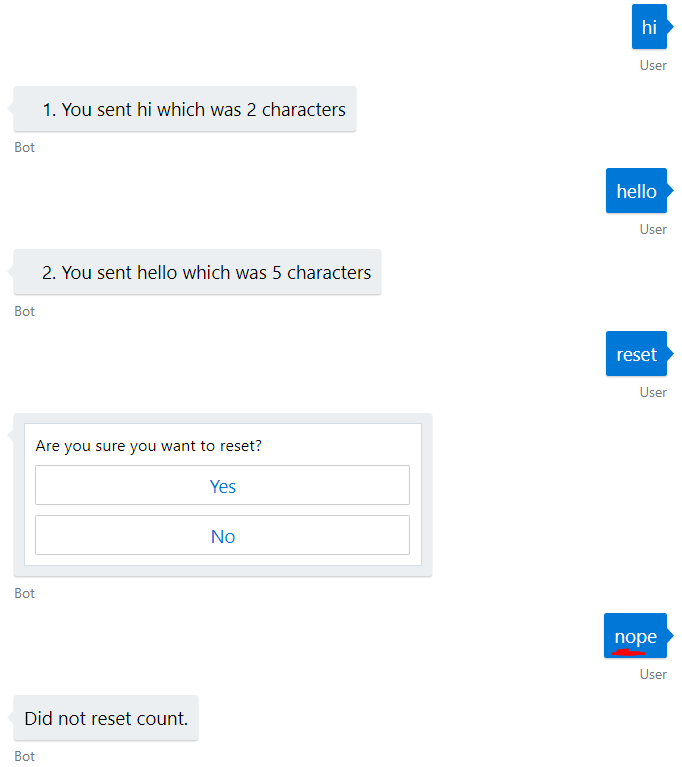 hi
User
1. You sent hi which was 2 characters
Bot
hello
User
2. You sent hello which was 5 characters
Bot
reset
User
Are you sure you want to reset?
Yes
No
Bot
nope
User
Did not reset count.
Bot